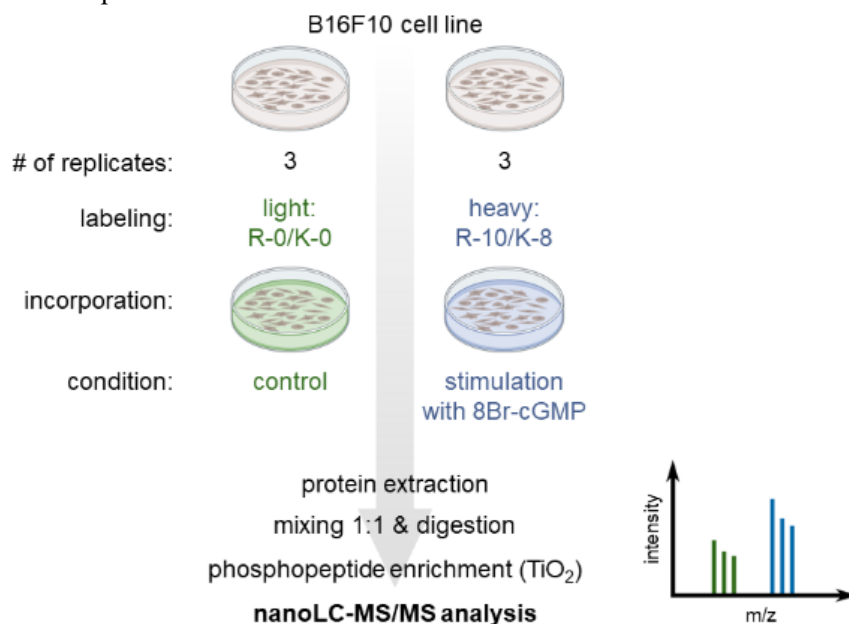 B16F10 cell line
# of replicates: 3 3
labeling: light: heavy:
R-0/K-0 R-10/K-8
incorporation:
condition: control stimulation
with 8Br-cGMP
protein extraction
mixing 1:1 & digestion
phosphopeptide enrichment (TiO₂)
nanoLC-MS/MS analysis
intensity
m/z